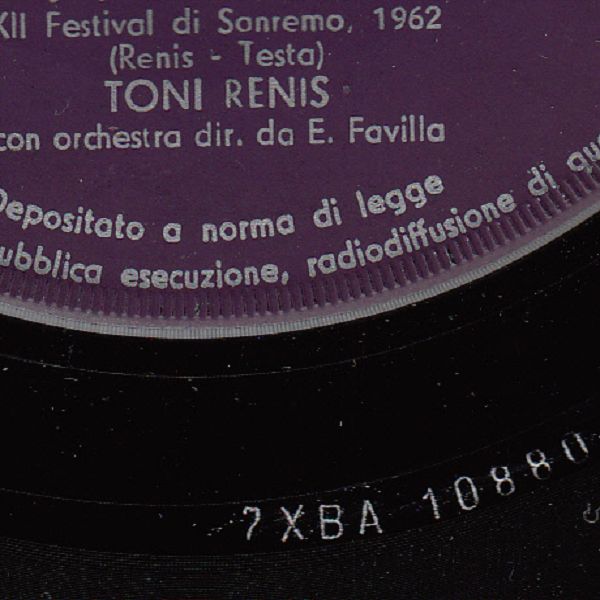 XII Festival di Sanremo, 1962
(Renis - Testa)
TONI RENIS
con orchestra dir. da E. Favilla
Depositato a norma di legge
ubblica esecuzione, radiodiffusione di qu
7XBA 10880